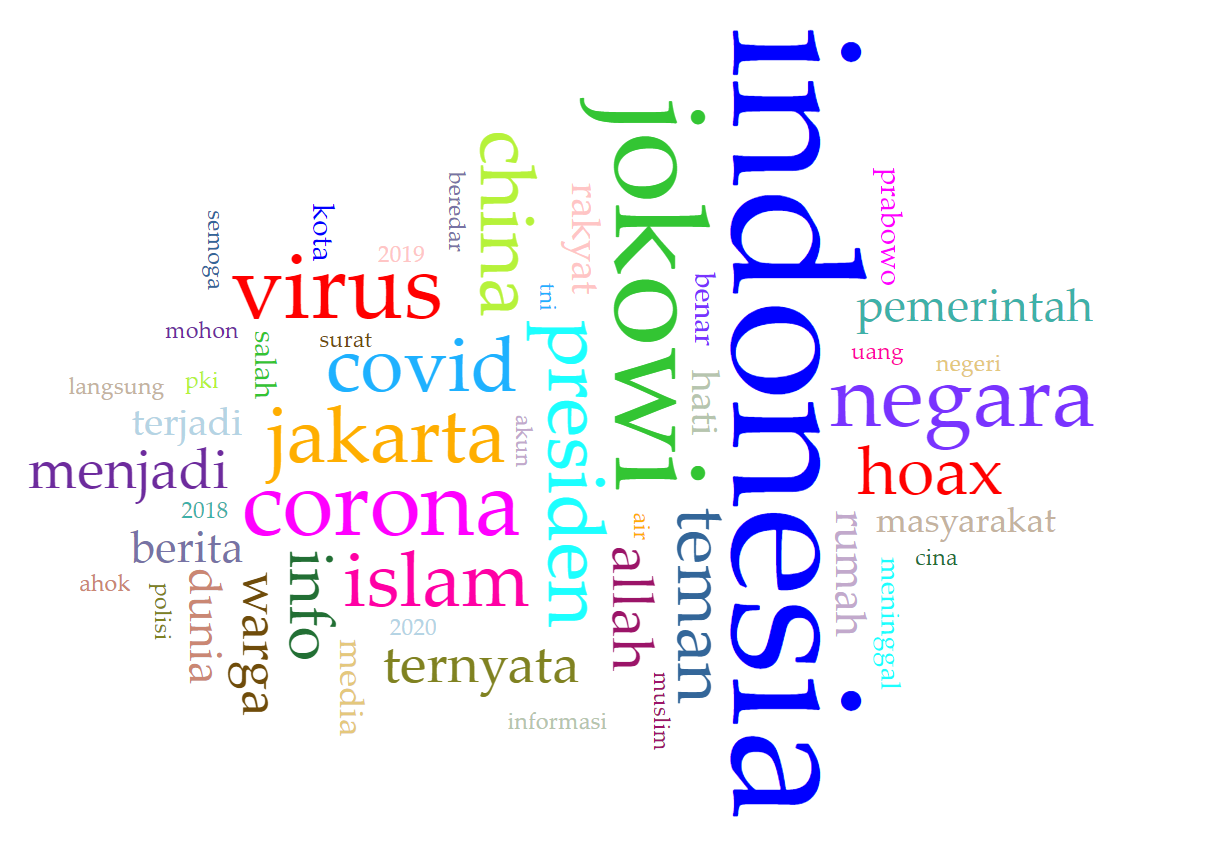 indonesia
jokowi
china
rakyat
beredar
prabowo
kota
semoga
2019
virus
tni
benar
pemerintah
mohon
surat
salah
covid
presiden
uang
negeri
langsung
pki
hati
negara
terjadi
jakarta
akun
menjadi
hoax
2018
corona
air
teman
rumah
masyarakat
berita
info
islam
allah
cina
ahok
polisi
dunia
warga
meninggal
2020
media
ternyata
muslim
informasi